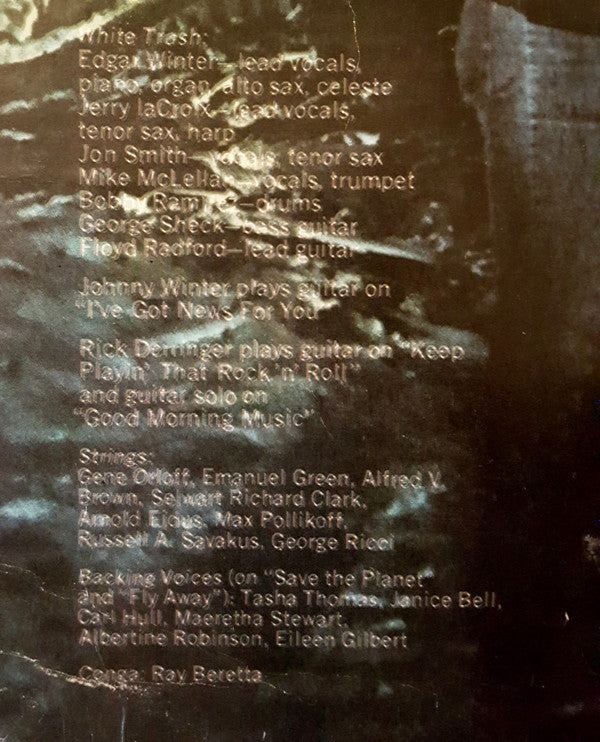 White Trash:
Edgar Winter—lead vocals,
piano, organ, alto sax, celeste
Jerry laCroix—lead vocals,
tenor sax, harp
Jon Smith—vocals, tenor sax
Mike McLellan—vocals, trumpet
Bobby Ramirez—drums
George Sheck—bass guitar
Floyd Radford—lead guitar
Johnny Winter plays guitar on
"I've Got News For You"
Rick Derringer plays guitar on "Keep
Playin' That Rock 'n' Roll"
and guitar solo on
"Good Morning Music"
Strings:
Gene Orloff, Emanuel Green, Alfred V.
Brown, Selwart Richard Clark,
Arnold Eidus, Max Pollikoff,
Russell A. Savakus, George Ricci
Backing Voices (on "Save the Planet"
and "Fly Away"): Tasha Thomas, Janice Bell,
Carl Hull, Maeretha Stewart,
Albertine Robinson, Eileen Gilbert
Conga: Ray Beretta